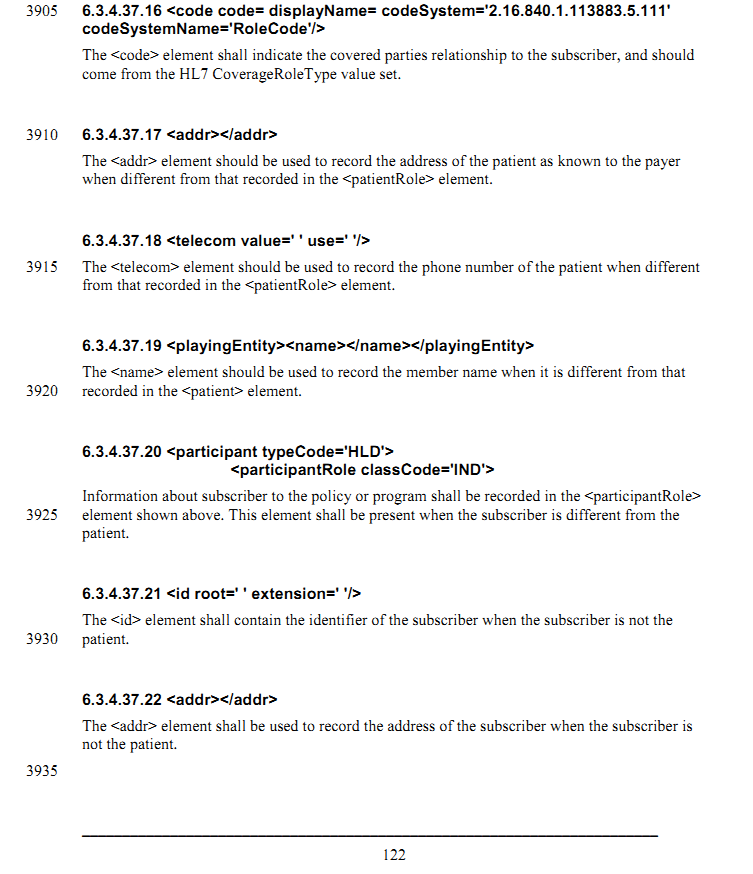 3905 6.3.4.37.16 <code code= displayName= codeSystem='2.16.840.1.113883.5.111'
codeSystemName='RoleCode'/>
The <code> element shall indicate the covered parties relationship to the subscriber, and should
come from the HL7 CoverageRoleType value set.
3910 6.3.4.37.17 <addr></addr>
The <addr> element should be used to record the address of the patient as known to the payer
when different from that recorded in the <patientRole> element.
6.3.4.37.18 <telecom value=' ' use=' '/>
3915 The <telecom> element should be used to record the phone number of the patient when different
from that recorded in the <patientRole> element.
6.3.4.37.19 <playingEntity><name></name></playingEntity>
The <name> element should be used to record the member name when it is different from that
3920 recorded in the <patient> element.
6.3.4.37.20 <participant typeCode='HLD'>
<participantRole classCode='IND'>
Information about subscriber to the policy or program shall be recorded in the <participantRole>
3925 element shown above. This element shall be present when the subscriber is different from the
patient.
6.3.4.37.21 <id root=' ' extension=' '/>
The <id> element shall contain the identifier of the subscriber when the subscriber is not the
3930 patient.
6.3.4.37.22 <addr></addr>
The <addr> element shall be used to record the address of the subscriber when the subscriber is
not the patient.
3935
122